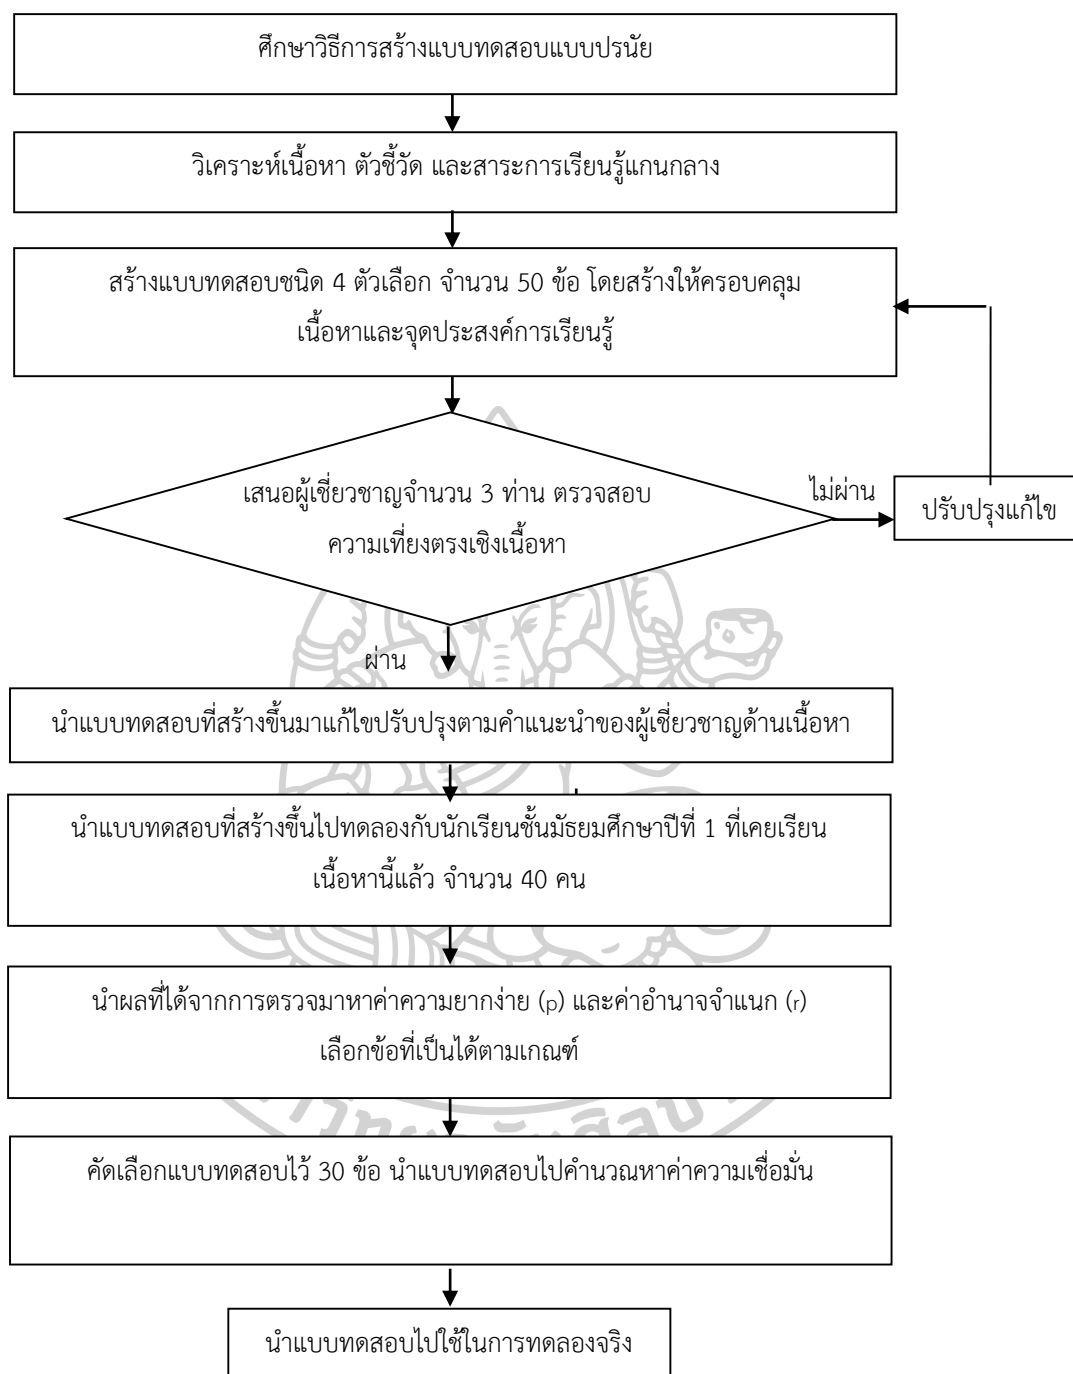 ศึกษาวิธีการสร้างแบบทดสอบแบบปรนัย
วิเคราะห์เนื้อหา ตัวชี้วัด และสาระการเรียนรู้แกนกลาง
สร้างแบบทดสอบชนิด 4 ตัวเลือก จำนวน 50 ข้อ โดยสร้างให้ครอบคลุม
เนื้อหาและจุดประสงค์การเรียนรู้
เสนอผู้เชี่ยวชาญจำนวน 3 ท่าน ตรวจสอบ
ความเที่ยงตรงเชิงเนื้อหา
ไม่ผ่าน
ปรับปรุงแก้ไข
ผ่าน
นำแบบทดสอบที่สร้างขึ้นมาแก้ไขปรับปรุงตามคำแนะนำของผู้เชี่ยวชาญด้านเนื้อหา
นำแบบทดสอบที่สร้างขึ้นไปทดลองกับนักเรียนชั้นมัธยมศึกษาปีที่ 1 ที่เคยเรียน
เนื้อหานี้แล้ว จำนวน 40 คน
นำผลที่ได้จากการตรวจมาหาค่าความยากง่าย (p) และค่าอำนาจจำแนก (r)
เลือกข้อที่เป็นได้ตามเกณฑ์
คัดเลือกแบบทดสอบไว้ 30 ข้อ นำแบบทดสอบไปคำนวณหาค่าความเชื่อมั่น
นำแบบทดสอบไปใช้ในการทดลองจริง